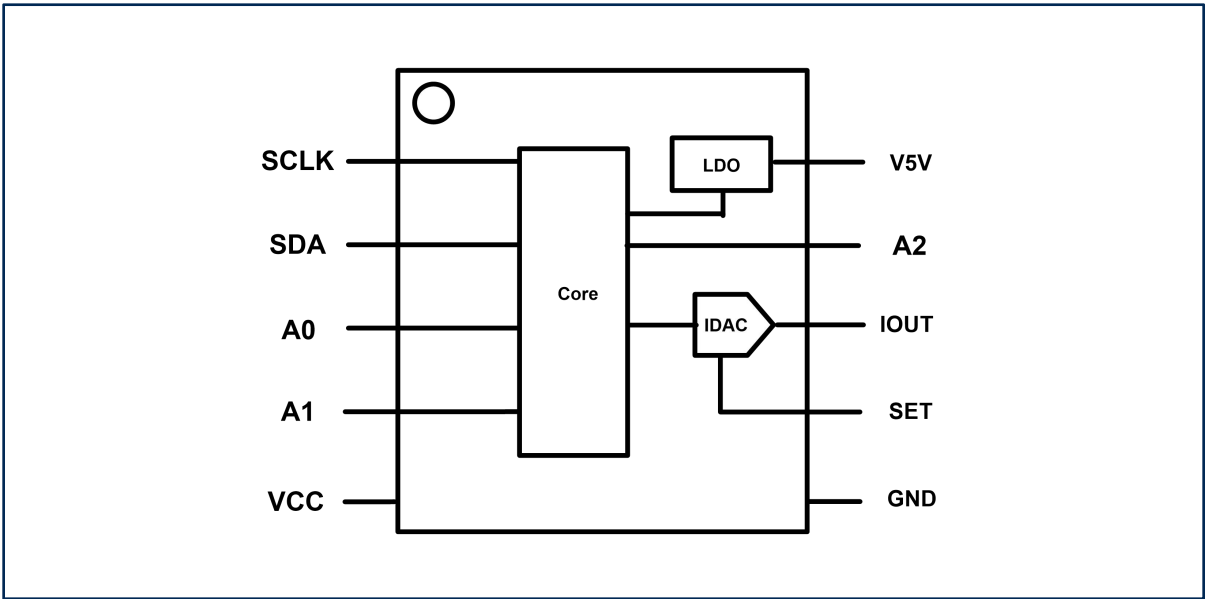 SCLK
SDA
A0
A1
VCC
Core
LDO
IDAC
V5V
A2
IOUT
SET
GND